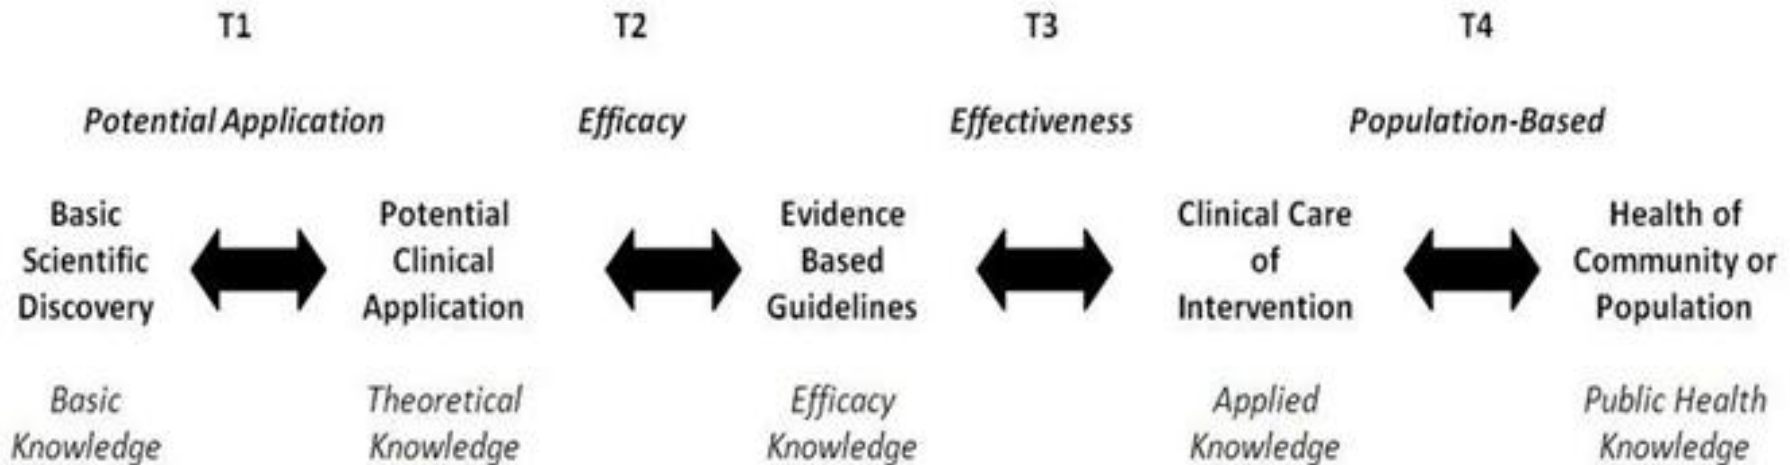 T1 T2 T3 T4
Potential Application Efficacy Effectiveness Population-Based
Basic Potential Evidence Clinical Care Health of
Scientific Clinical Based of Community or
Discovery Application Guidelines Intervention Population
Basic Theoretical Efficacy Applied Public Health
Knowledge Knowledge Knowledge Knowledge Knowledge